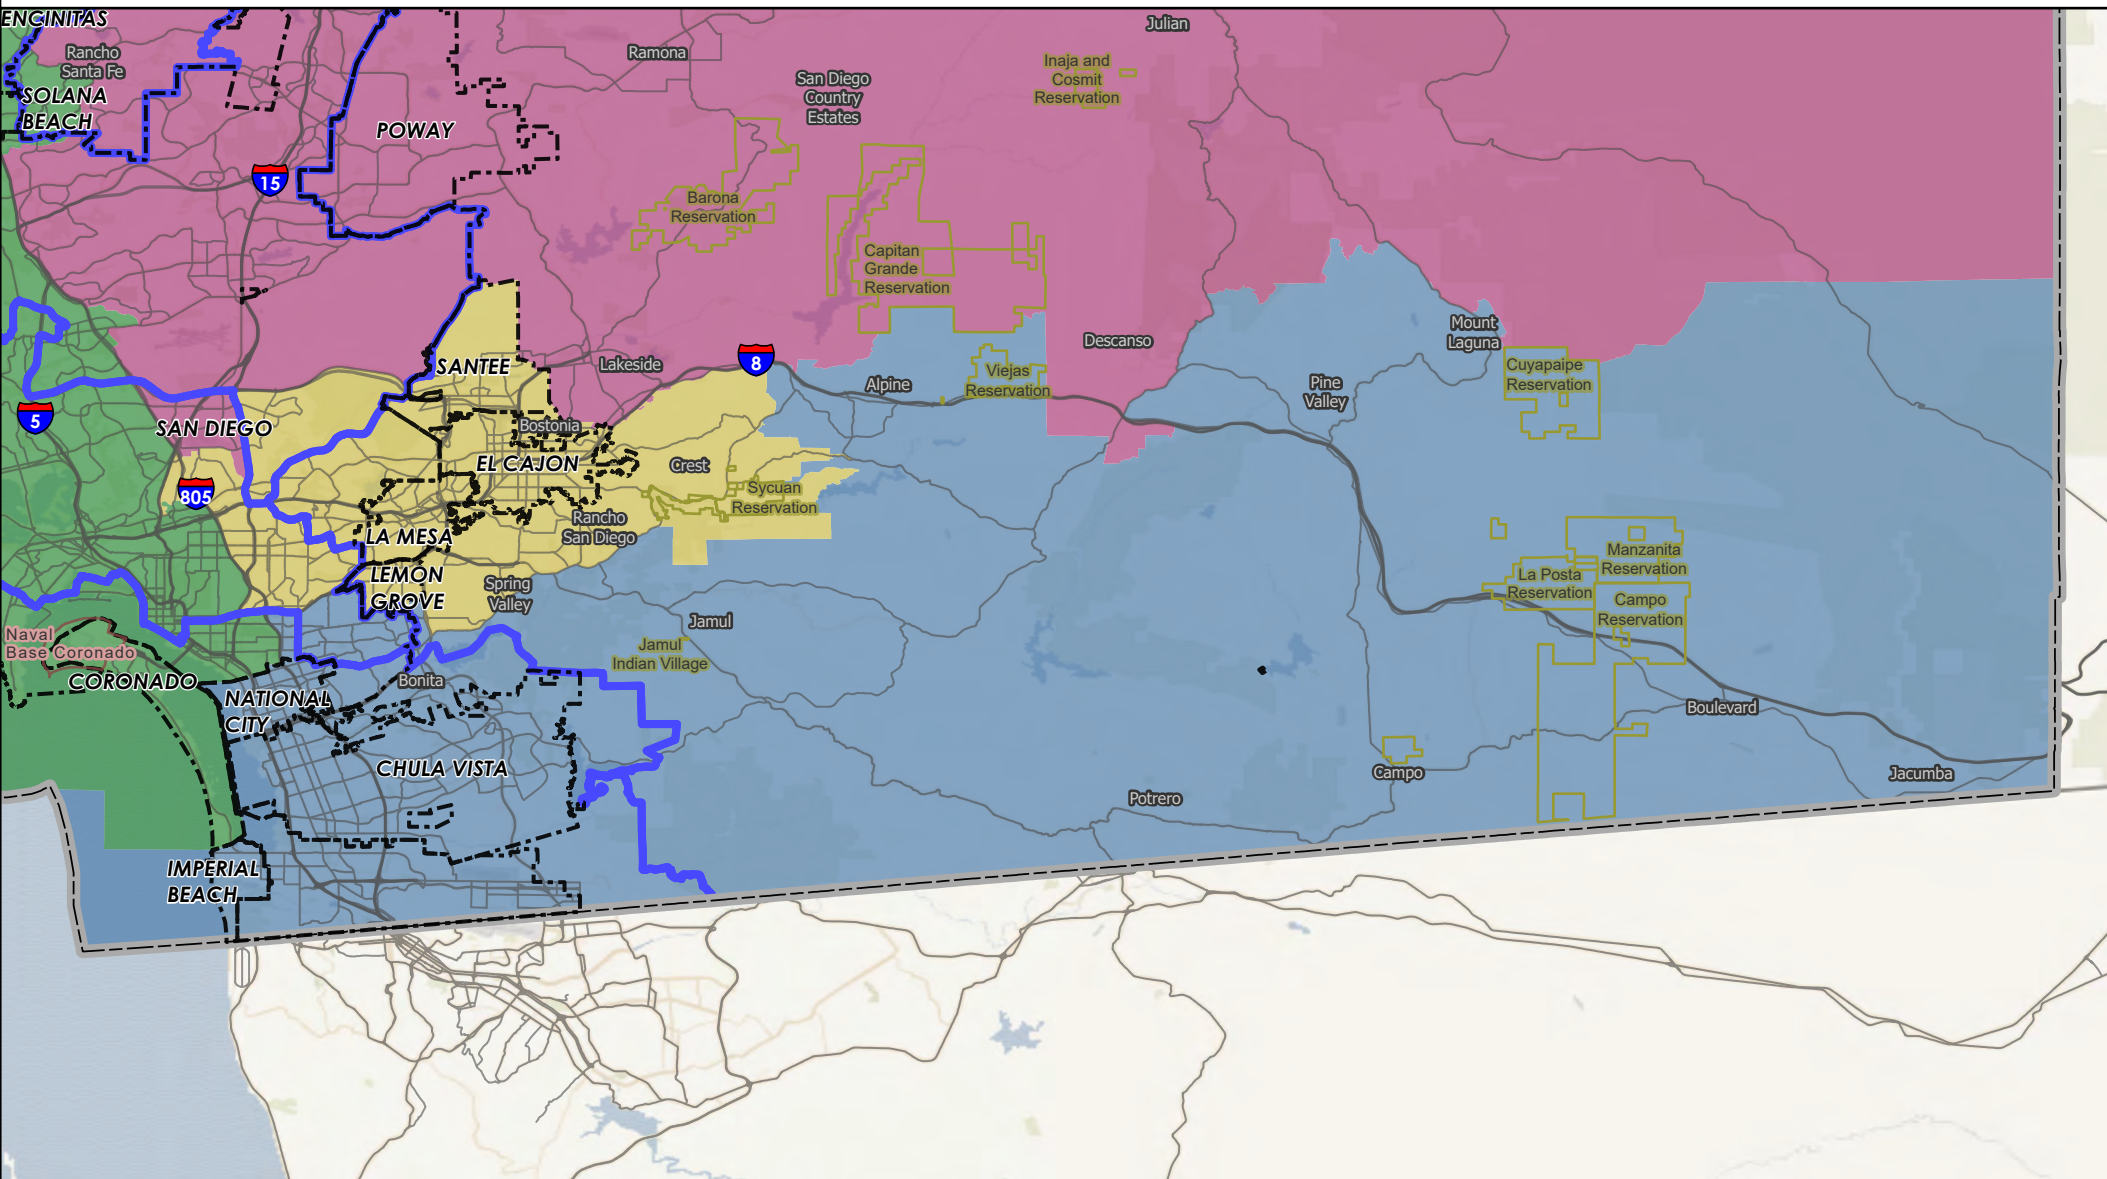 ENCINITAS
Rancho
Santa Fe
SOLANA
BEACH
15
POWAY
Ramona
San Diego
Country
Estates
Julian
Inaja and
Cosmit
Reservation
Barona
Reservation
Capitan
Grande
Reservation
SANTEE
Lakeside
8
Alpine
Viejas
Reservation
Descanso
Pine
Valley
Mount
Laguna
Cuyapaipe
Reservation
5
SAN DIEGO
805
Bostonia
EL CAJON
Crest
Sycuan
Reservation
Rancho
San Diego
LA MESA
LEMON
GROVE
Spring
Valley
Jamul
Jamul
Indian Village
Manzanita
Reservation
La Posta
Reservation
Campo
Reservation
Naval
Base Coronado
CORONADO
NATIONAL
CITY
Bonita
CHULA VISTA
Boulevard
Campo
Jacumba
Potrero
IMPERIAL
BEACH